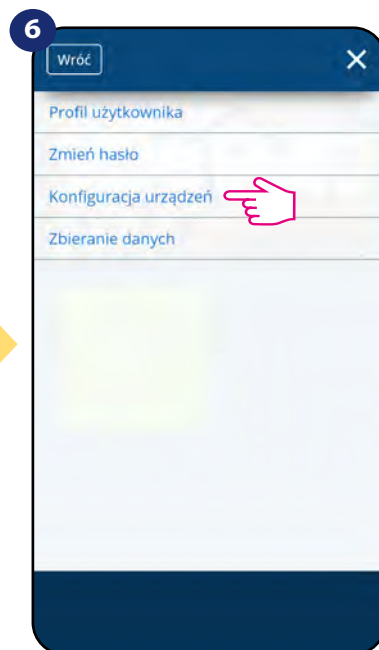 6
Wróć
Profil użytkownika
Zmień hasło
Konfiguracja urządzeń
Zbieranie danych